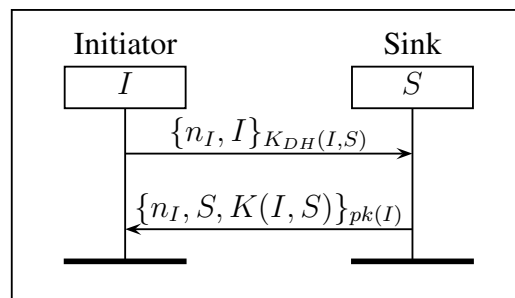 Initiator Sink
I S
{n_I, I}_{K_{DH}(I,S)}
{n_I, S, K(I, S)}_{pk(I)}